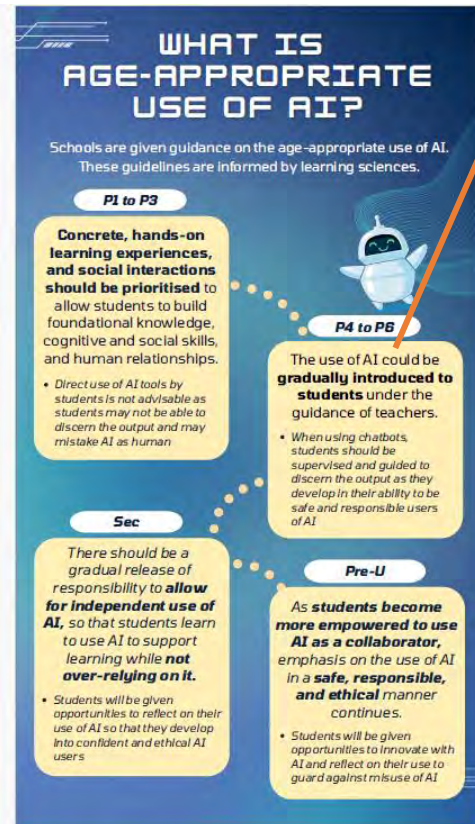 WHAT IS
AGE-APPROPRIATE
USE OF AI?
Schools are given guidance on the age-appropriate use of AI.
These guidelines are informed by learning sciences.
P1 to P3
Concrete, hands-on
learning experiences,
and social interactions
should be prioritised to
allow students to build
foundational knowledge,
cognitive and social skills,
and human relationships.
• Direct use of AI tools by
students is not advisable as
students may not be able to
discern the output and may
mistake AI as human
P4 to P6
The use of AI could be
gradually introduced to
students under the
guidance of teachers.
• When using chatbots,
students should be
supervised and guided to
discern the output as they
develop in their ability to be
safe and responsible users
of AI
Sec
There should be a
gradual release of
responsibility to allow
for independent use of
AI, so that students learn
to use AI to support
learning while not
over-relying on it.
• Students will be given
opportunities to reflect on their
use of AI so that they develop
into confident and ethical AI
users
Pre-U
As students become
more empowered to use
AI as a collaborator,
emphasis on the use of AI
in a safe, responsible,
and ethical manner
continues.
• Students will be given
opportunities to innovate with
AI and reflect on their use to
guard against misuse of AI